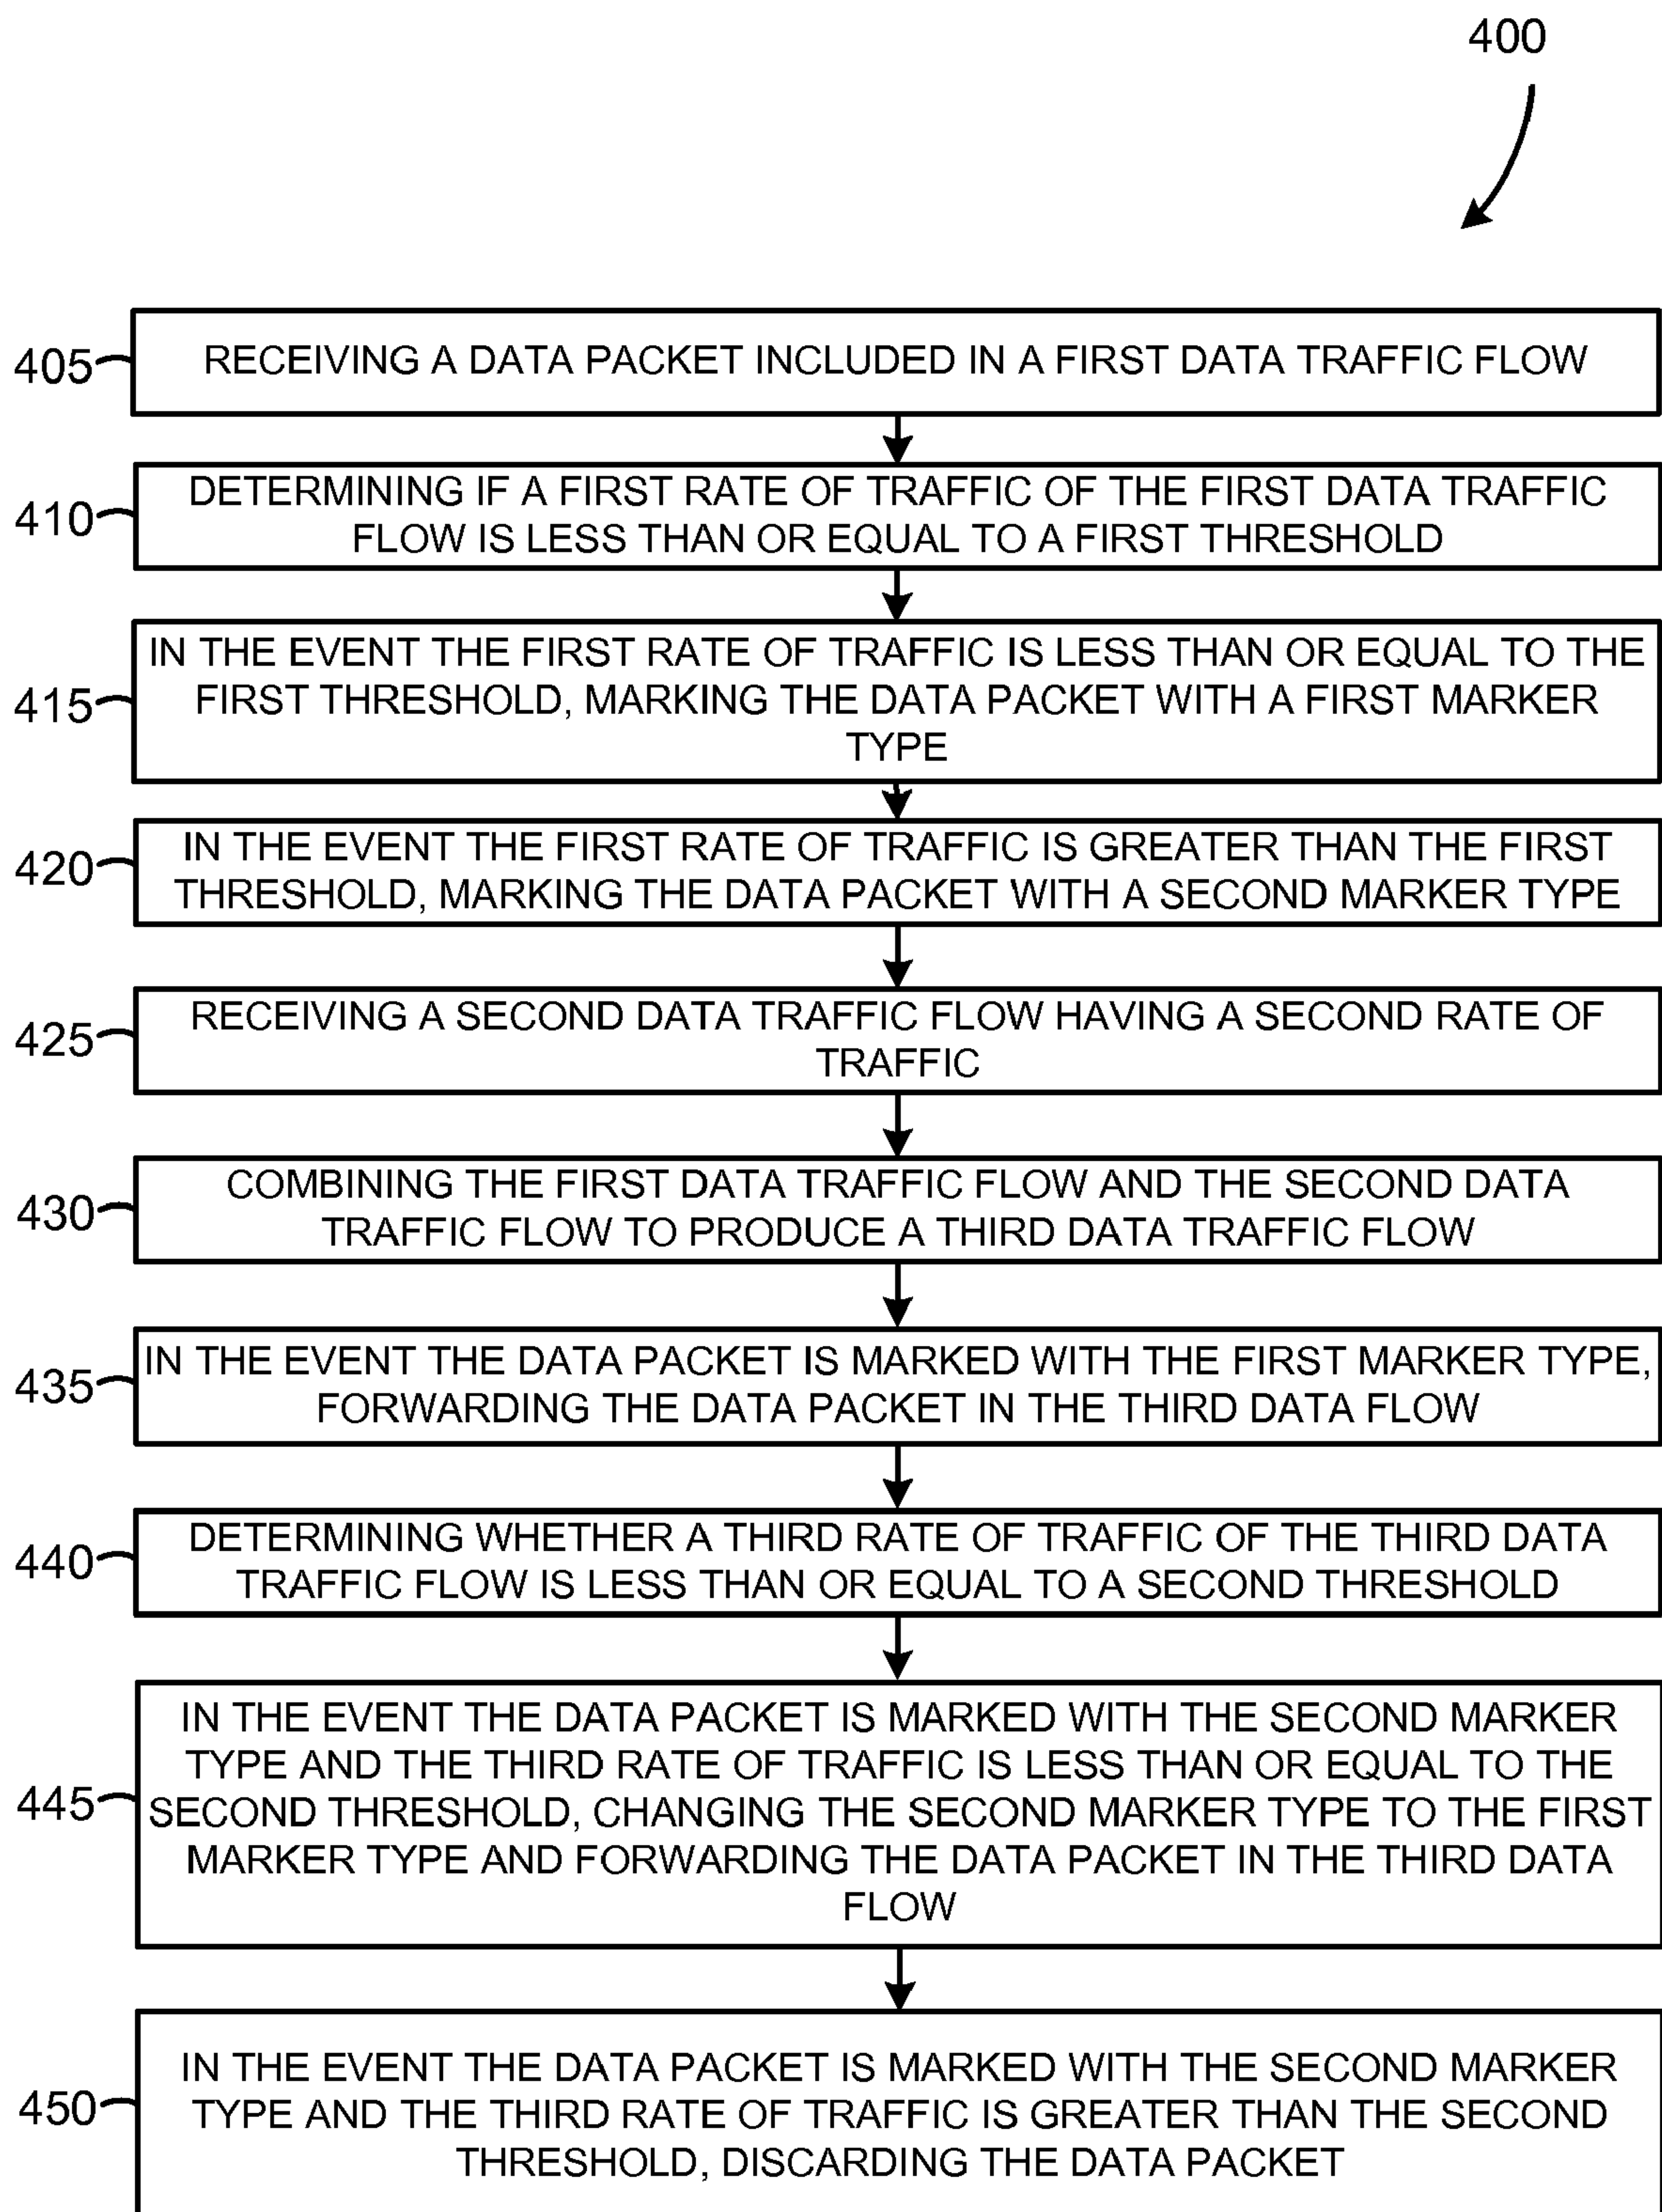 400
405
RECEIVING A DATA PACKET INCLUDED IN A FIRST DATA TRAFFIC FLOW
410
DETERMINING IF A FIRST RATE OF TRAFFIC OF THE FIRST DATA TRAFFIC
FLOW IS LESS THAN OR EQUAL TO A FIRST THRESHOLD
415
IN THE EVENT THE FIRST RATE OF TRAFFIC IS LESS THAN OR EQUAL TO THE
FIRST THRESHOLD, MARKING THE DATA PACKET WITH A FIRST MARKER
TYPE
420
IN THE EVENT THE FIRST RATE OF TRAFFIC IS GREATER THAN THE FIRST
THRESHOLD, MARKING THE DATA PACKET WITH A SECOND MARKER TYPE
425
RECEIVING A SECOND DATA TRAFFIC FLOW HAVING A SECOND RATE OF
TRAFFIC
430
COMBINING THE FIRST DATA TRAFFIC FLOW AND THE SECOND DATA
TRAFFIC FLOW TO PRODUCE A THIRD DATA TRAFFIC FLOW
435
IN THE EVENT THE DATA PACKET IS MARKED WITH THE FIRST MARKER TYPE,
FORWARDING THE DATA PACKET IN THE THIRD DATA FLOW
440
DETERMINING WHETHER A THIRD RATE OF TRAFFIC OF THE THIRD DATA
TRAFFIC FLOW IS LESS THAN OR EQUAL TO A SECOND THRESHOLD
445
IN THE EVENT THE DATA PACKET IS MARKED WITH THE SECOND MARKER
TYPE AND THE THIRD RATE OF TRAFFIC IS LESS THAN OR EQUAL TO THE
SECOND THRESHOLD, CHANGING THE SECOND MARKER TYPE TO THE FIRST
MARKER TYPE AND FORWARDING THE DATA PACKET IN THE THIRD DATA
FLOW
450
IN THE EVENT THE DATA PACKET IS MARKED WITH THE SECOND MARKER
TYPE AND THE THIRD RATE OF TRAFFIC IS GREATER THAN THE SECOND
THRESHOLD, DISCARDING THE DATA PACKET